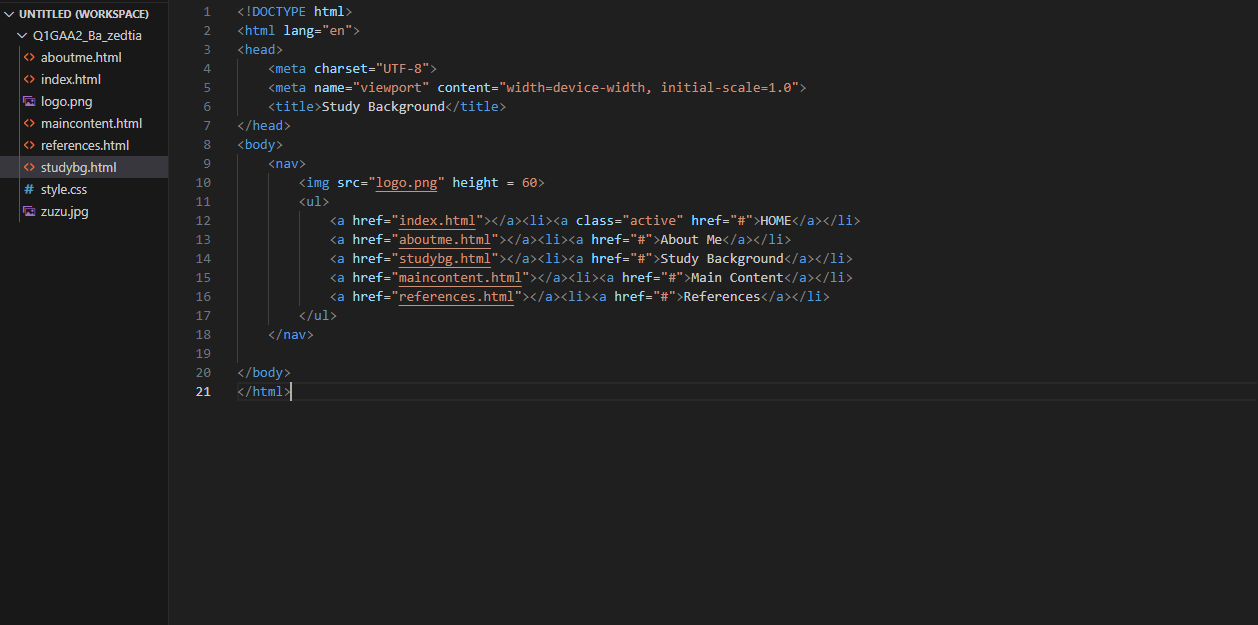 UNTITLED (WORKSPACE)
Q1GAA2_Ba_zedtia
aboutme.html
index.html
logo.png
maincontent.html
references.html
studybg.html
# style.css
zuzu.jpg
1 <!DOCTYPE html>
2 <html lang="en">
3 <head>
4     <meta charset="UTF-8">
5     <meta name="viewport" content="width=device-width, initial-scale=1.0">
6     <title>Study Background</title>
7 </head>
8 <body>
9     <nav>
10         <img src="logo.png" height = 60>
11         <ul>
12             <a href="index.html"></a><li><a class="active" href="#">HOME</a></li>
13             <a href="aboutme.html"></a><li><a href="#">About Me</a></li>
14             <a href="studybg.html"></a><li><a href="#">Study Background</a></li>
15             <a href="maincontent.html"></a><li><a href="#">Main Content</a></li>
16             <a href="references.html"></a><li><a href="#">References</a></li>
17         </ul>
18     </nav>
19
20 </body>
21 </html>